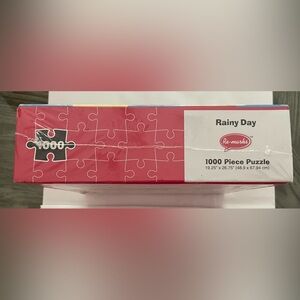 1000
Rainy Day
Re-marks
1000 Piece Puzzle
19.25" x 26.75" (48.9 x 67.94 cm)